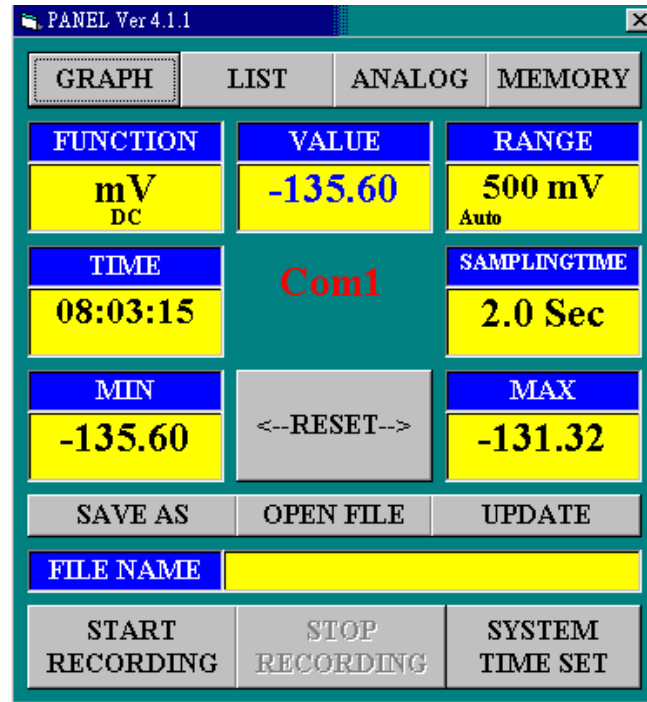 PANEL Ver 4.1.1
GRAPH LIST ANALOG MEMORY
FUNCTION VALUE RANGE
mV -135.60 500 mV
DC Auto
TIME Com1 SAMPLINGTIME
08:03:15 2.0 Sec
MIN <--RESET--> MAX
-135.60 -131.32
SAVE AS OPEN FILE UPDATE
FILE NAME
START STOP SYSTEM
RECORDING RECORDING TIME SET